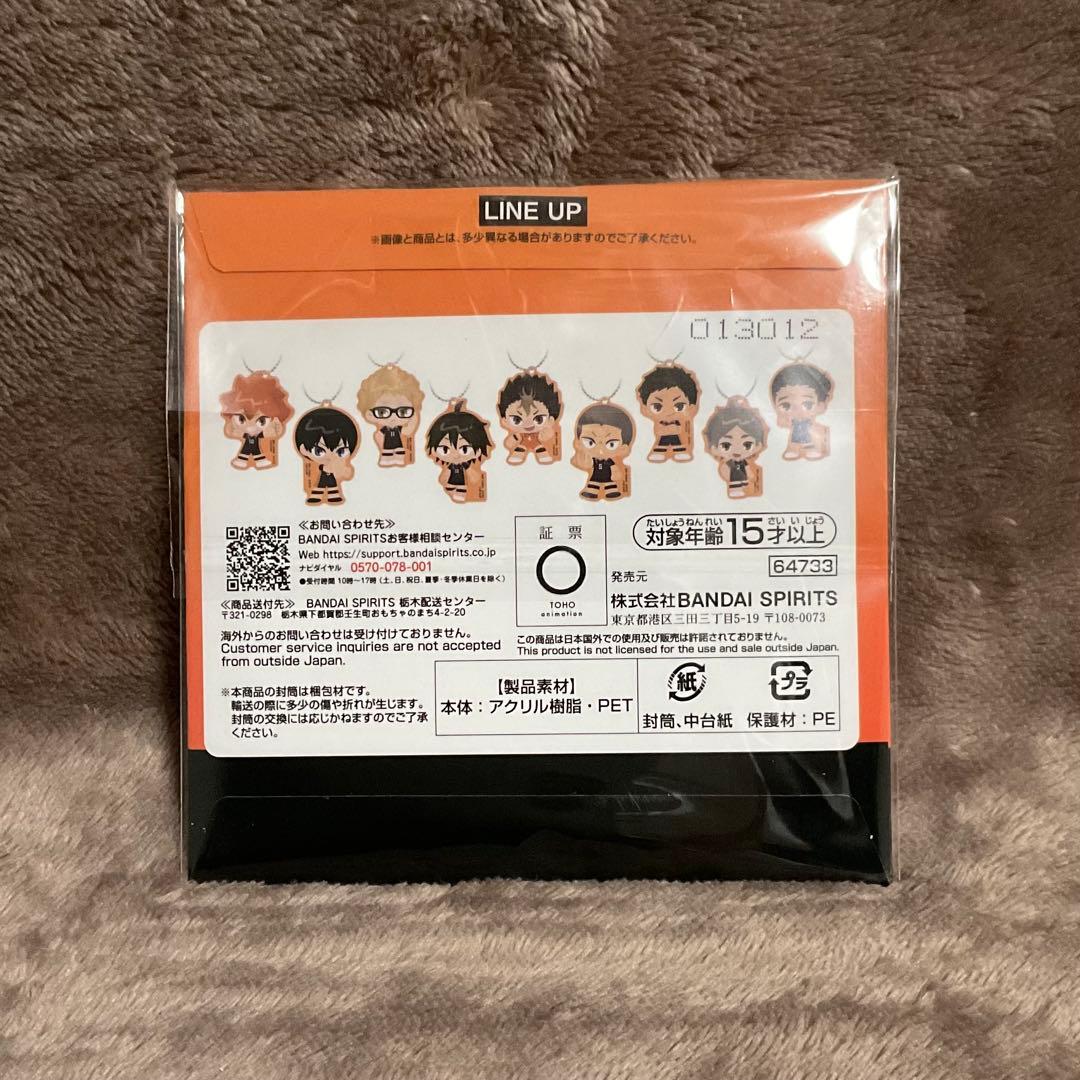 LINE UP
※画像と商品とは、多少異なる場合がありますのでご了承ください。
013012
≪お問い合わせ先≫
BANDAI SPIRITSお客様相談センター
Web https://support.bandaispirits.co.jp
ナビダイヤル 0570-078-001
●受付時間 10時～17時（土、日、祝日、夏季・冬季休業日を除く）
≪商品送付先≫ BANDAI SPIRITS 栃木配送センター
〒321-0298 栃木県下都賀郡壬生町おもちゃのまち4-2-20
海外からのお問い合わせは受け付けておりません。
Customer service inquiries are not accepted
from outside Japan.
証票
TOHO
animation
たいしょうねんれい さい いじょう
対象年齢15才以上
64733
発売元
株式会社BANDAI SPIRITS
東京都港区三田三丁目5-19 〒108-0073
この商品は日本国外での使用及び販売は許諾されておりません。
This product is not licensed for the use and sale outside Japan.
※本商品の封筒は梱包材です。
輸送の際に多少の傷や折れが生じます。
封筒の交換には応じかねますのでご了承
ください。
【製品素材】
本体：アクリル樹脂・PET
紙
プラ
封筒、中台紙 保護材：PE